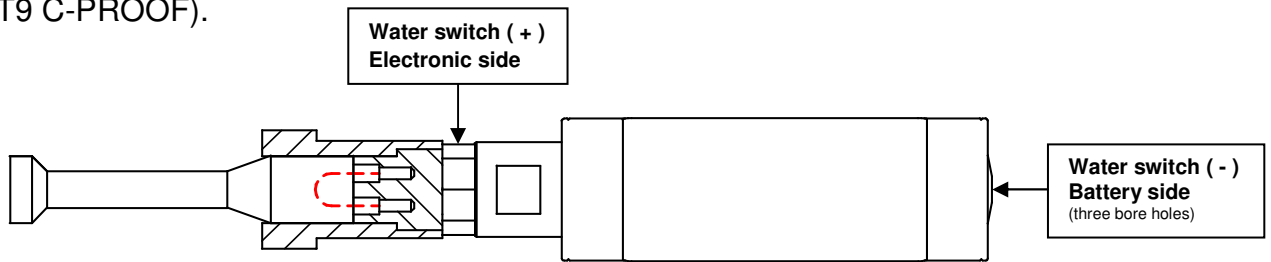 T9 C-PROOF).
Water switch ( + )
Electronic side
Water switch ( - )
Battery side
(three bore holes)